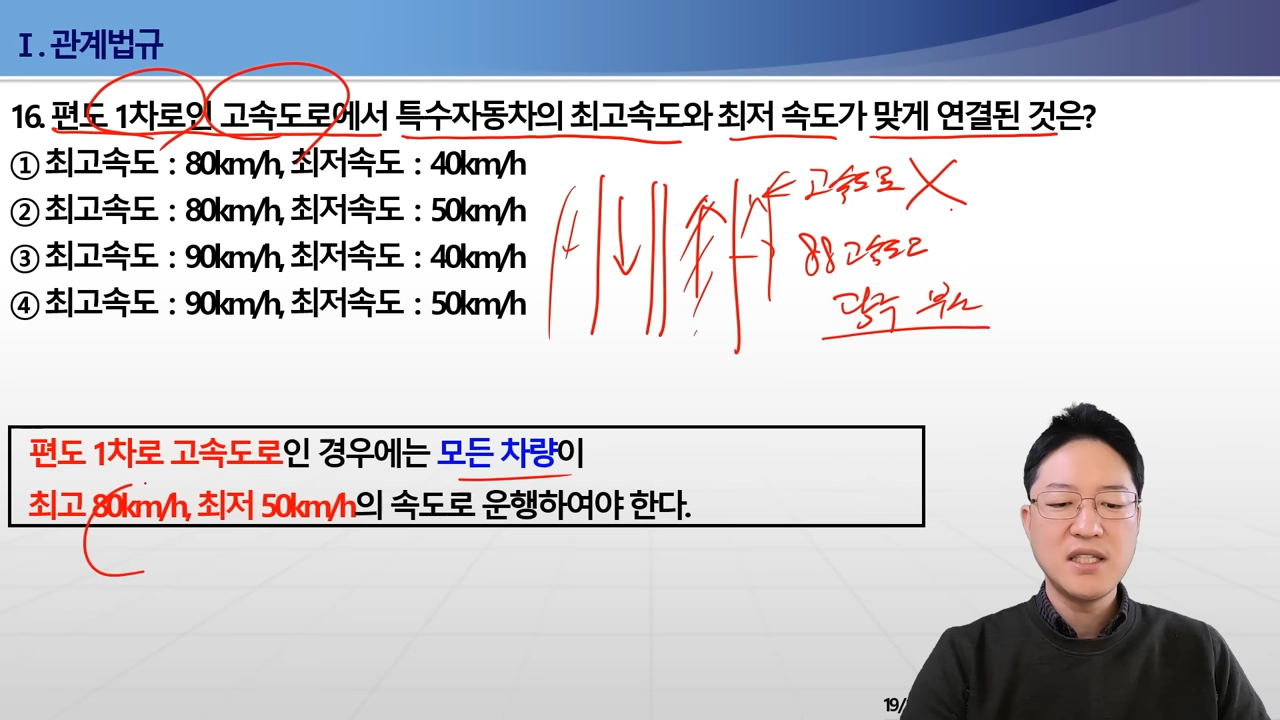 Ⅰ. 관계법규
16. 편도 1차로인 고속도로에서 특수자동차의 최고속도와 최저 속도가 맞게 연결된 것은?
① 최고속도 : 80km/h, 최저속도 : 40km/h
② 최고속도 : 80km/h, 최저속도 : 50km/h
③ 최고속도 : 90km/h, 최저속도 : 40km/h
④ 최고속도 : 90km/h, 최저속도 : 50km/h
고속도로
88 고속도로
광주 부산
편도 1차로 고속도로인 경우에는 모든 차량이
최고 80km/h, 최저 50km/h의 속도로 운행하여야 한다.
19/